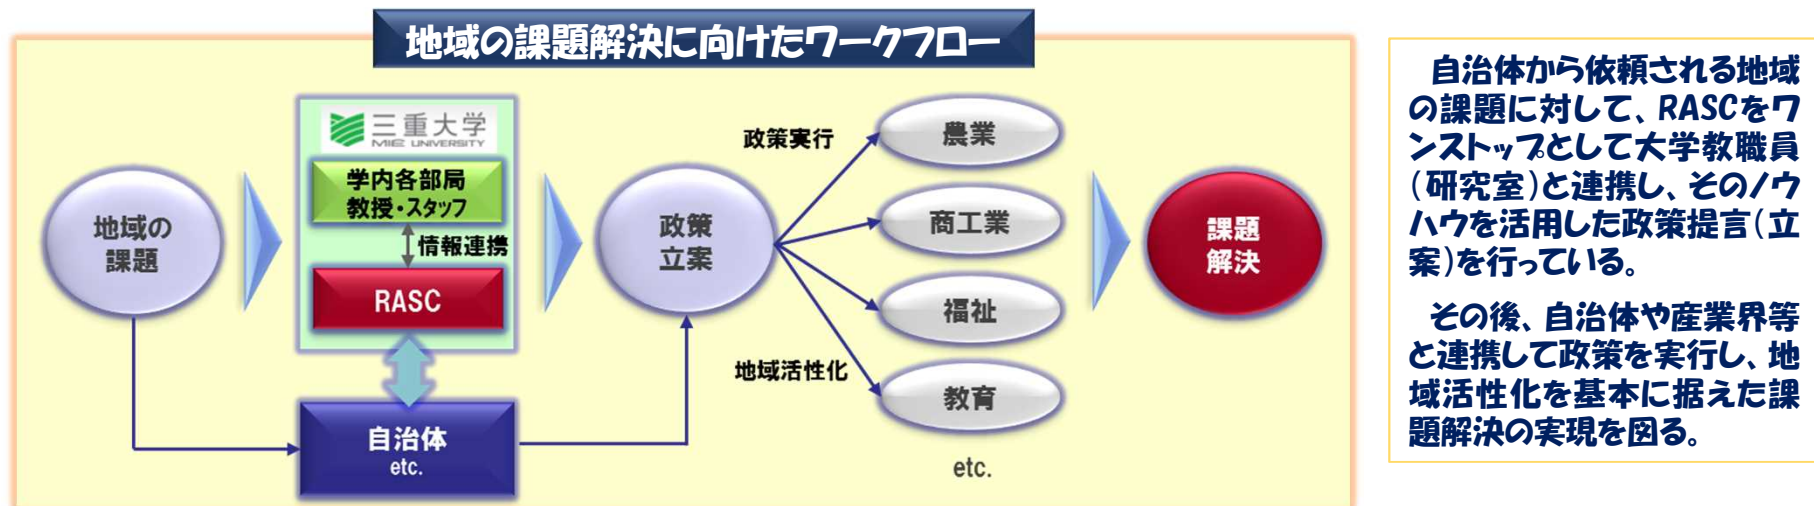 地域の課題解決に向けたワークフロー
地域の
課題
三重大学
MIE UNIVERSITY
学内各部局
教授・スタッフ
情報連携
RASC
自治体
etc.
政策
立案
政策実行
地域活性化
農業
商工業
福祉
教育
etc.
課題
解決
自治体から依頼される地域
の課題に対して、RASCをワ
ンストップとして大学教職員
(研究室)と連携し、そのノウ
ハウを活用した政策提言(立
案)を行っている。
その後、自治体や産業界等
と連携して政策を実行し、地
域活性化を基本に据えた課
題解決の実現を図る。